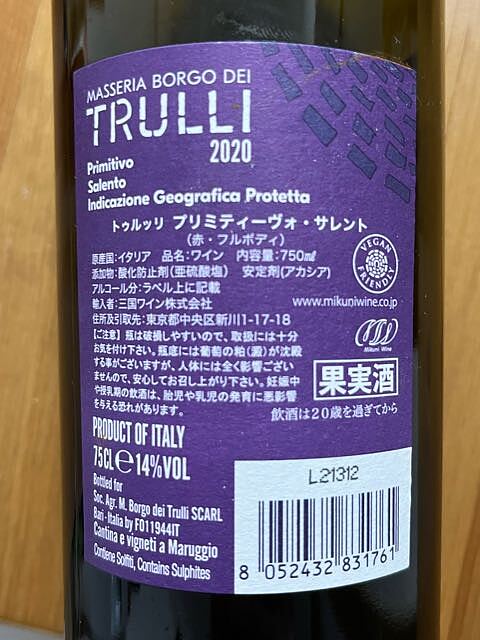 MASSERIA BORGO DEI
TRULLI
2020
Primitivo
Salento
Indicazione Geografica Protetta
トゥルッリ プリミティーヴォ・サレント
(赤・フルボディ)
原産国:イタリア 品名:ワイン 内容量:750㎖
添加物:酸化防止剤(亜硫酸塩) 安定剤(アカシア)
アルコール分:ラベル上に記載
輸入者:三国ワイン株式会社
住所及引取先:東京都中央区新川1-17-18
【ご注意】瓶は破損しやすいので、取扱には十分
お気を付け下さい。瓶底には葡萄の粕(澱)が沈殿
する事がございますが、人体には全く影響ござい
ませんので、安心してお召し上がり下さい。妊娠中
や授乳期の飲酒は、胎児や乳児の発育に悪影響
を与える恐れがあります。
VEGAN
FRIENDLY
www.mikuniwine.co.jp
Mikuni Wine
果実酒
飲酒は20歳を過ぎてから
PRODUCT OF ITALY
75CL e 14%VOL
Bottled for
Soc. Agr. M. Borgo dei Trulli SCARL
Bari - Italia by FO11944IT
Cantina e vigneti a Maruggio
Contiene Solfiti, Contains Sulphites
L21312
8 052432 831761